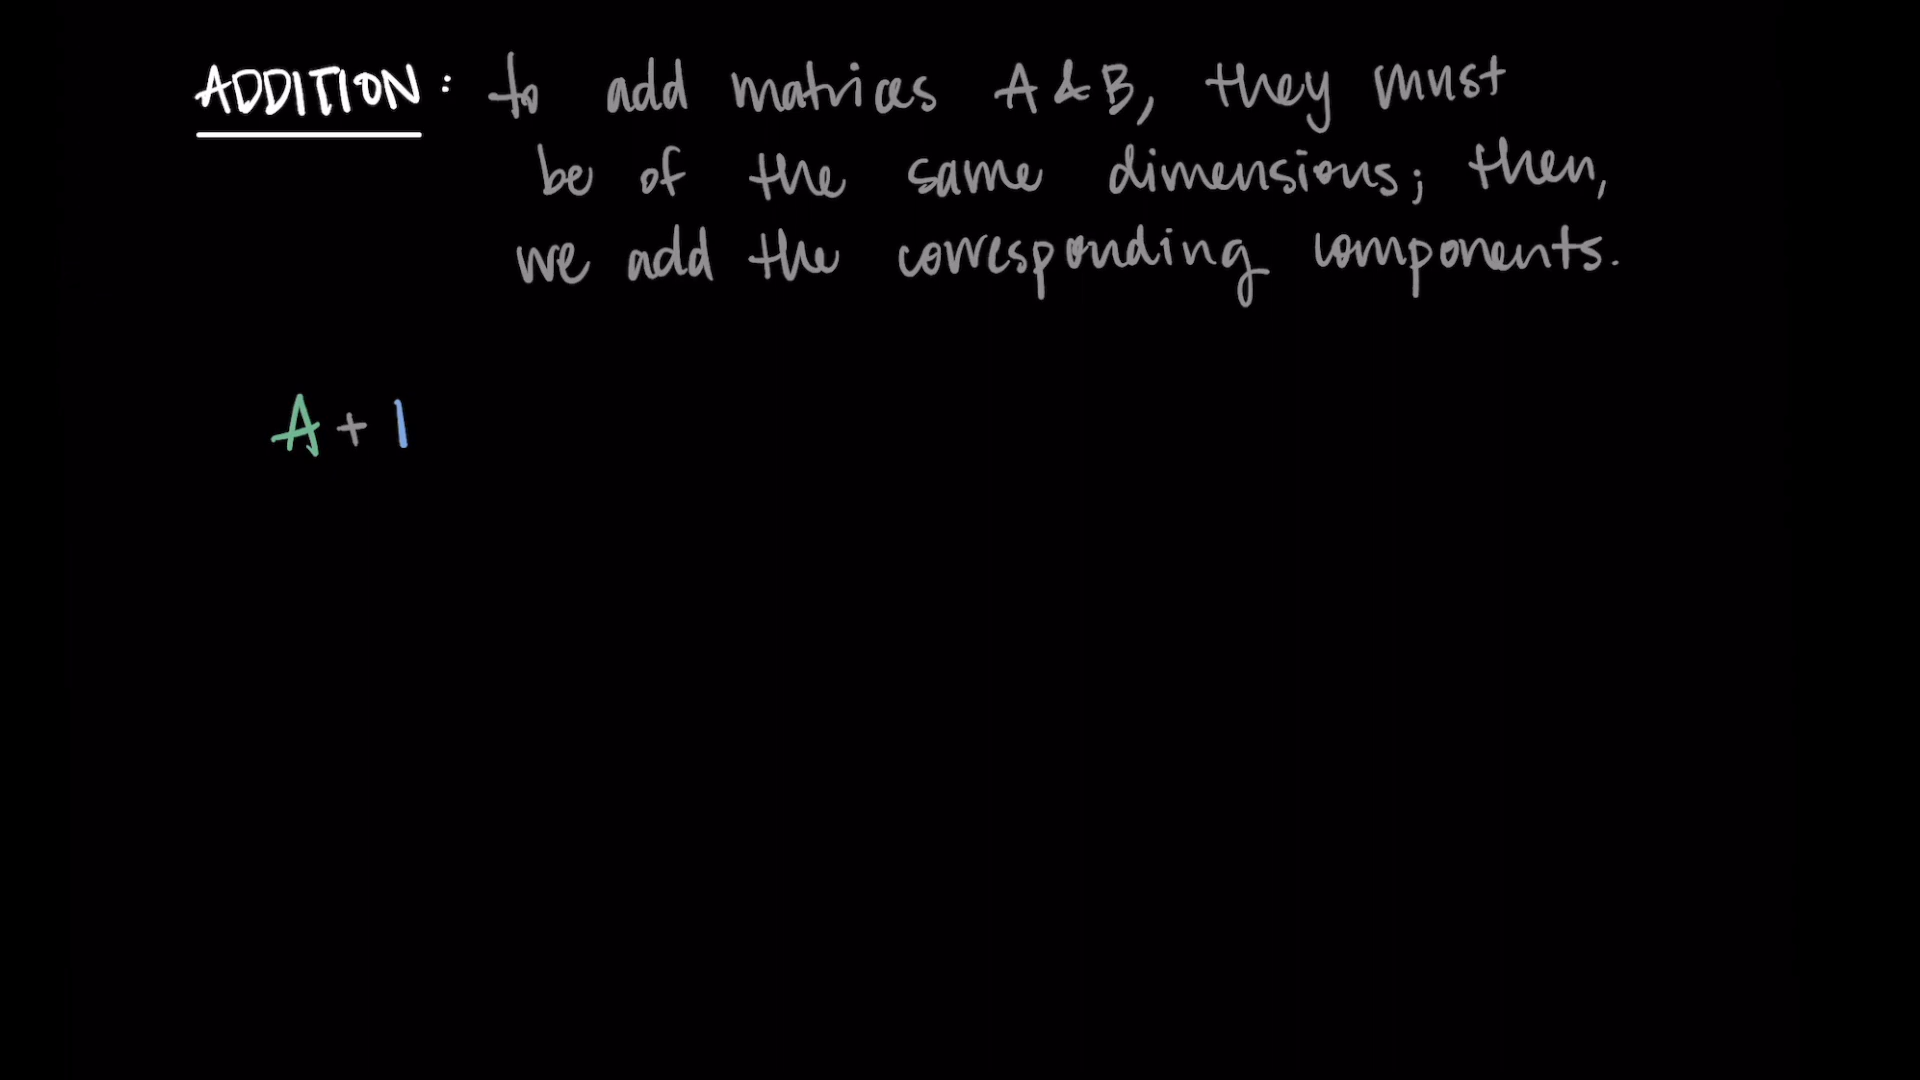 ADDITION: to add matrices A & B, they must
be of the same dimensions; then,
we add the corresponding components.
A + 1